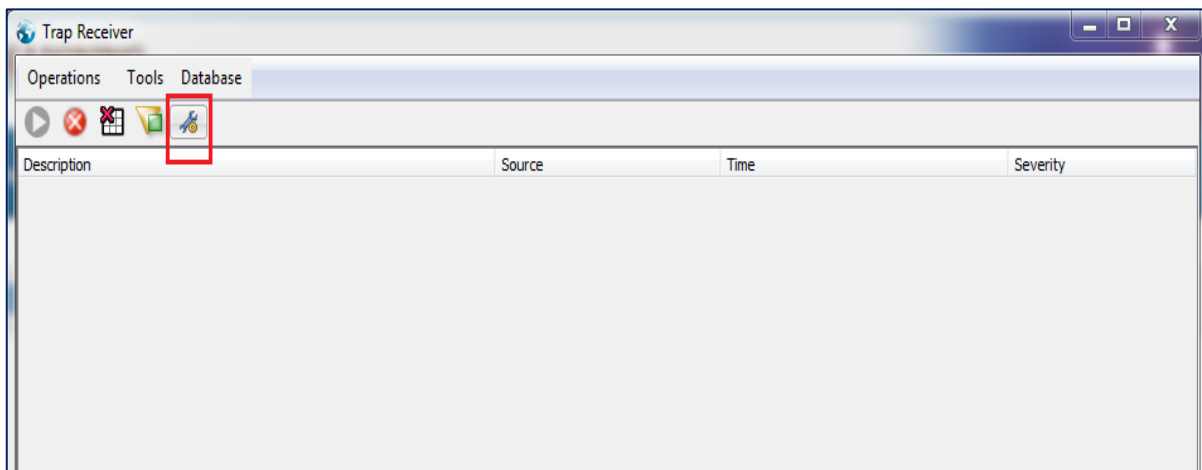 Trap Receiver
Operations Tools Database
Description Source Time Severity